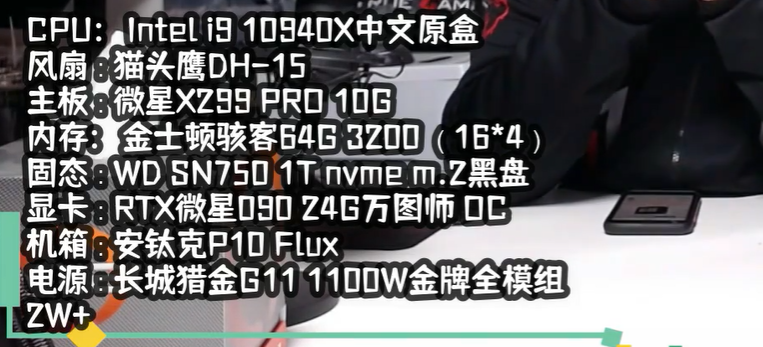 TRUE GAM
CPU： Intel i9 10940X中文原盒
风扇：猫头鹰DH-15
主板：微星X299 PRO 10G
内存：金士顿骇客64G 3200（16*4）
固态：WD SN750 1T nvme m.2黑盘
显卡：RTX微星090 24G万图师 OC
机箱：安钛克P10 Flux
电源：长城猎金G11 1100W金牌全模组
2W+